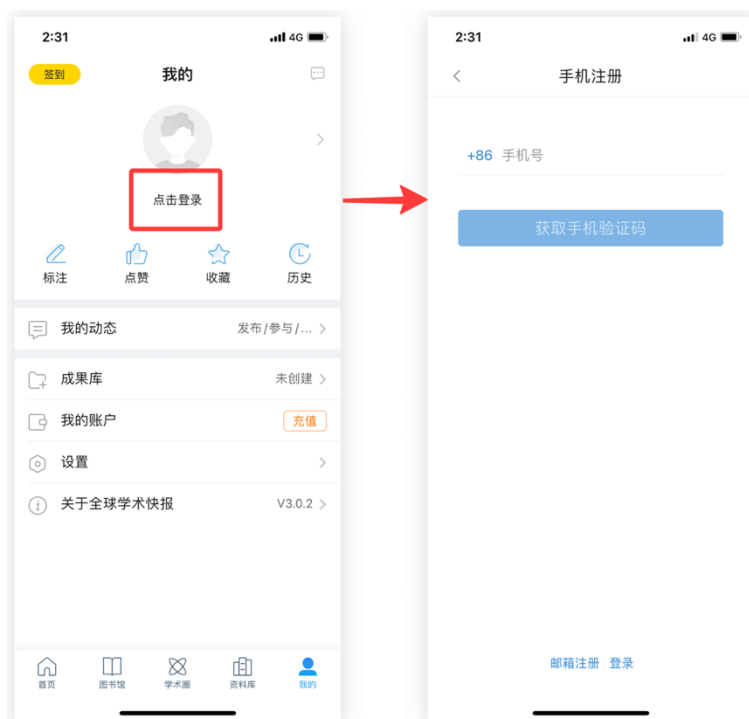 2:31
4G
签到
我的
点击登录
标注
点赞
收藏
历史
我的动态
发布/参与/...
成果库
未创建
我的账户
充值
设置
关于全球学术快报
V3.0.2
首页
图书馆
学术圈
资料库
我的
2:31
4G
手机注册
+86 手机号
获取手机验证码
邮箱注册 登录